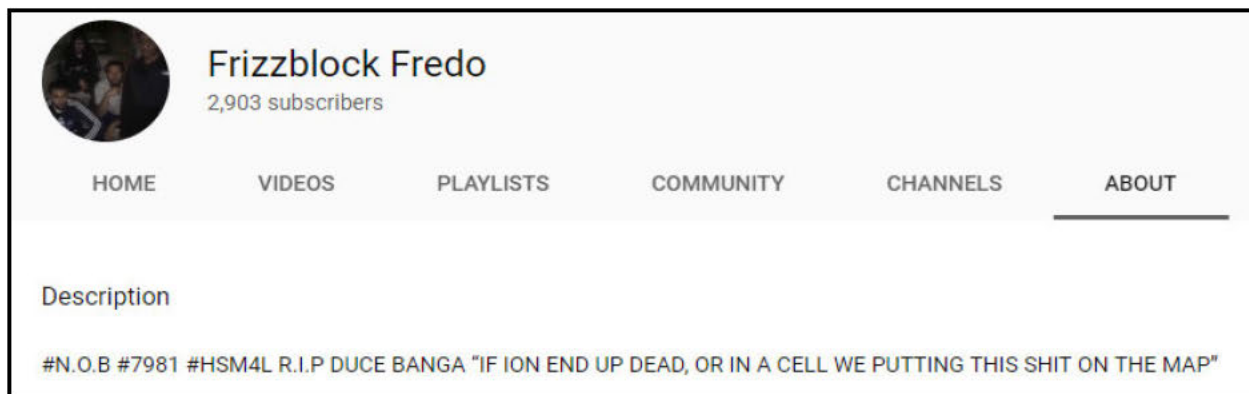 Frizzblock Fredo
2,903 subscribers
HOME VIDEOS PLAYLISTS COMMUNITY CHANNELS ABOUT
Description
#N.O.B #7981 #HSM4L R.I.P DUCE BANGA “IF ION END UP DEAD, OR IN A CELL WE PUTTING THIS SHIT ON THE MAP”